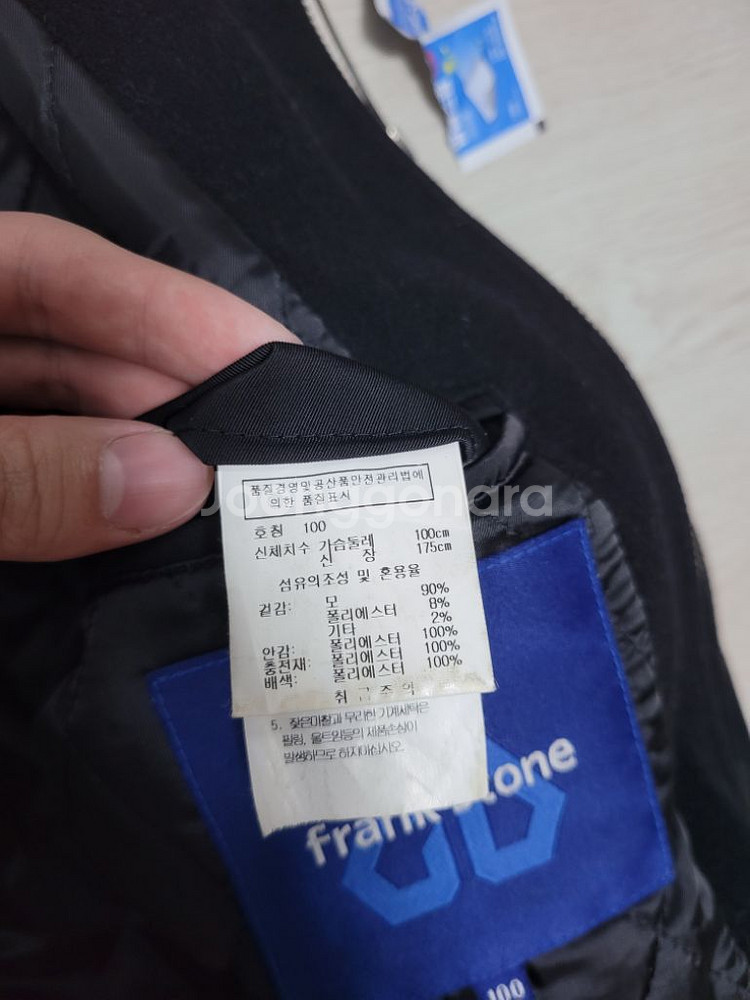 품질경영및공산품안전관리법에
의한 품질표시
Joonggonara
호칭 100
신체치수 가슴둘레 100cm
신 장 175cm
섬유의조성 및 혼용율
겉감: 모 90%
폴리에스터 8%
기타 2%
안감: 폴리에스터 100%
충전재: 폴리에스터 100%
배색: 폴리에스터 100%
취 급 주 의
5. 잦은마찰과 무리한 기계세탁은
필링, 울트임등의 제품손상이
발생하므로 하지마십시오.
frank stone
100